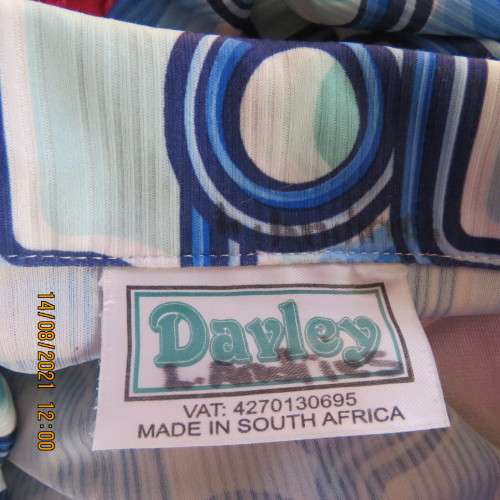 Davley
VAT: 4270130695
MADE IN SOUTH AFRICA
14/08/2021 12:00